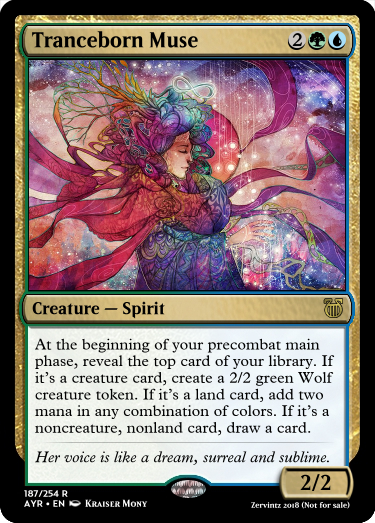 Tranceborn Muse 2
Creature — Spirit
At the beginning of your precombat main
phase, reveal the top card of your library. If
it's a creature card, create a 2/2 green Wolf
creature token. If it's a land card, add two
mana in any combination of colors. If it's a
noncreature, nonland card, draw a card.
Her voice is like a dream, surreal and sublime.
2/2
187/254 R
AYR • EN Kraiser Mony
Zervintz 2018 (Not for sale)